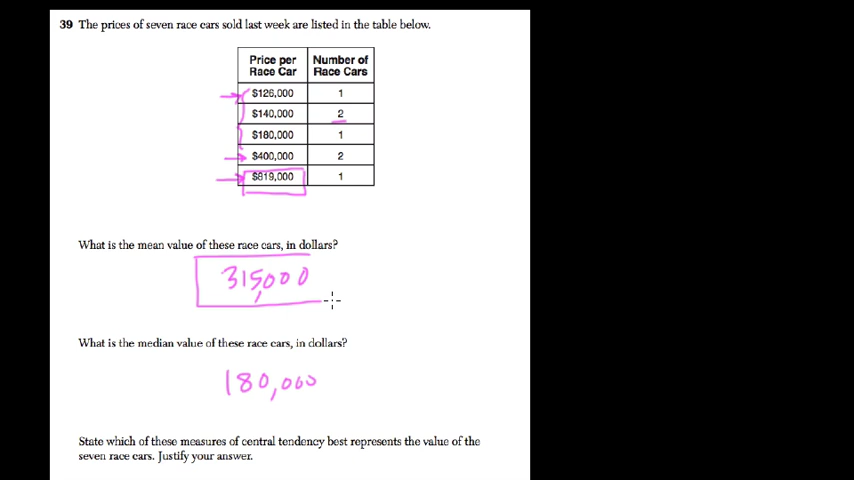 39 The prices of seven race cars sold last week are listed in the table below.
Price per Race Car Number of Race Cars
$126,000 1
$140,000 2
$180,000 1
$400,000 2
$819,000 1
What is the mean value of these race cars, in dollars?
315,000
What is the median value of these race cars, in dollars?
180,000
State which of these measures of central tendency best represents the value of the
seven race cars. Justify your answer.